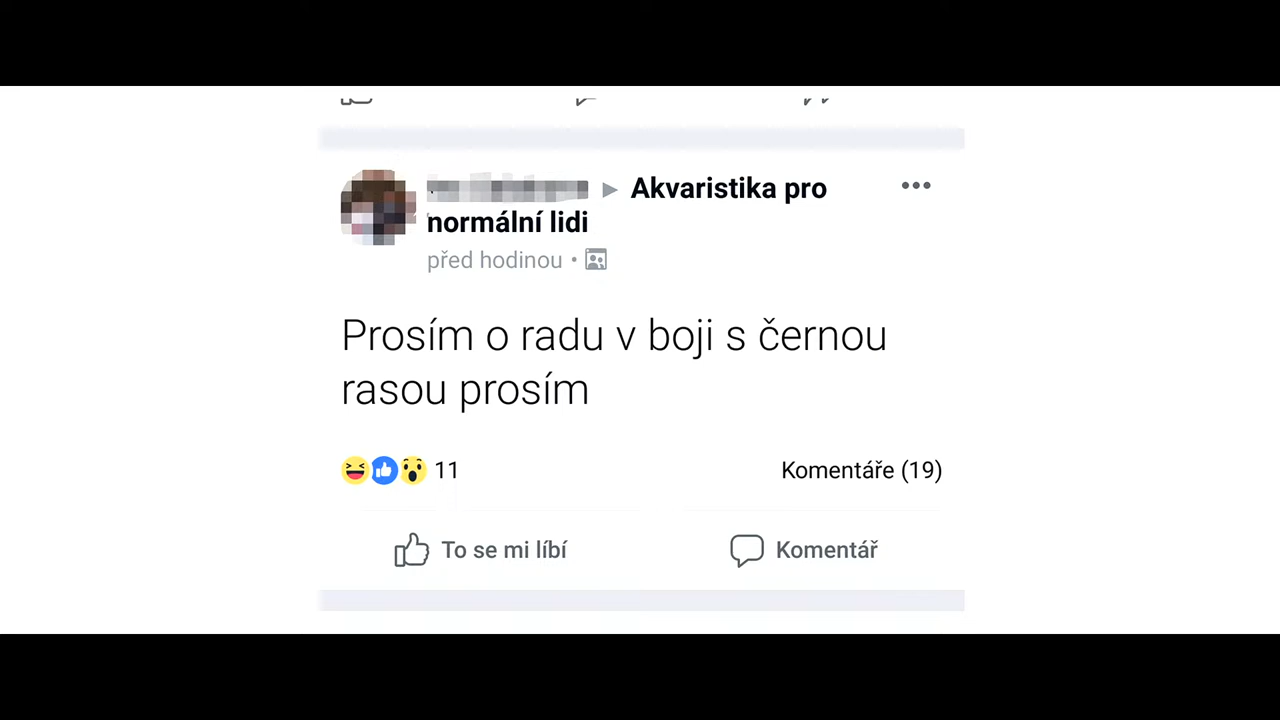 Akvaristika pro
normální lidi
před hodinou •
Prosím o radu v boji s černou
rasou prosím
11
Komentáře (19)
To se mi líbí
Komentář